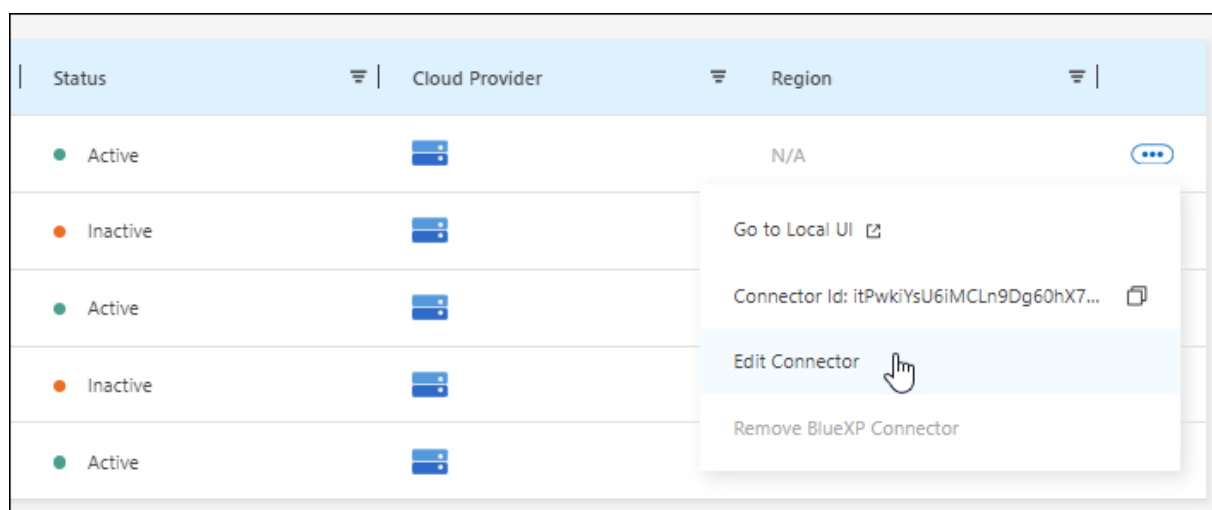 Status Cloud Provider Region
Active N/A
Inactive
Go to Local UI
Connector Id: itPwkiYsU6iMCLn9Dg60hX7...
Active
Edit Connector
Inactive
Remove BlueXP Connector
Active